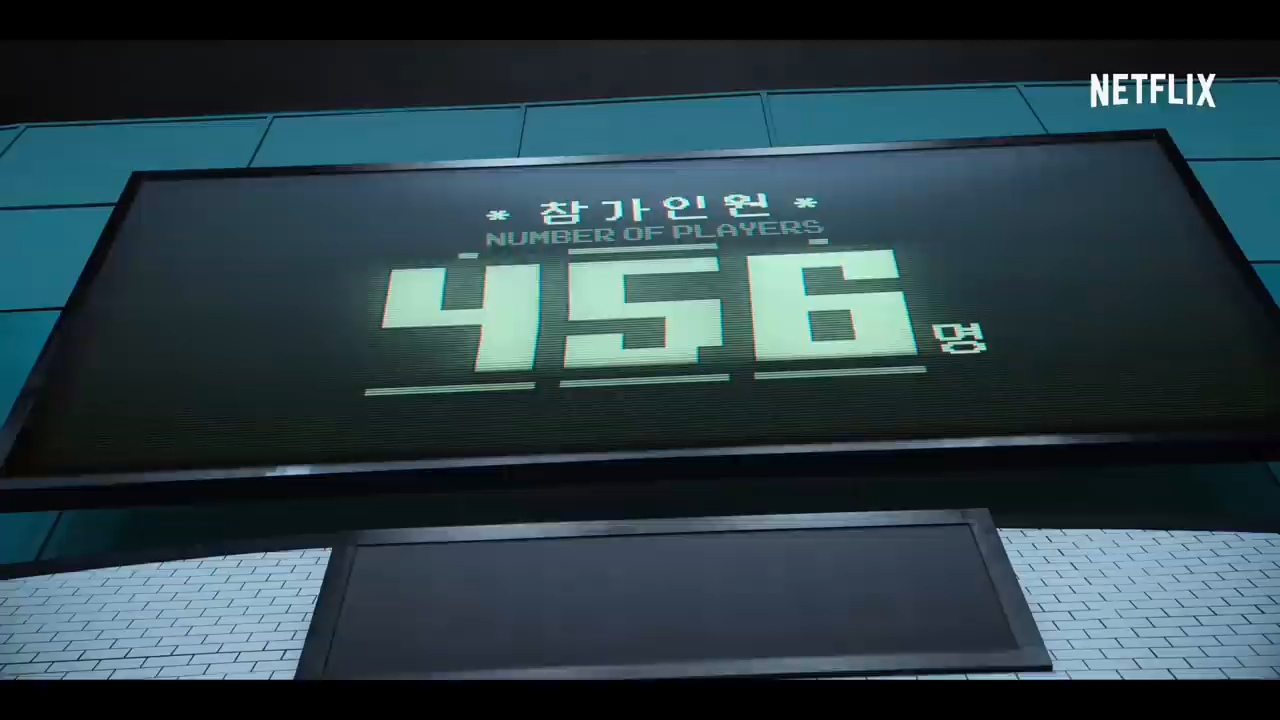 NETFLIX
* 참가인원 *
NUMBER OF PLAYERS
456명